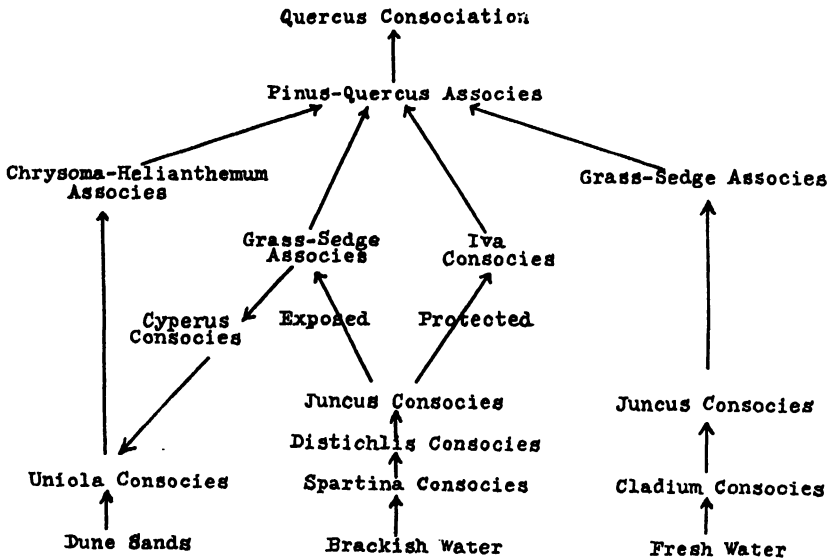 Quercus Consociation
Pinus-Quercus Associes
Chrysoma-Helianthemum
Associes
Grass-Sedge Associes
Grass-Sedge
Associes
Iva
Consocies
Cyperus
Consocies
Exposed
Protected
Juncus Consocies
Juncus Consocies
Distichlis Consocies
Uniola Consocies
Spartina Consocies
Cladium Consocies
Dune Sands
Brackish Water
Fresh Water